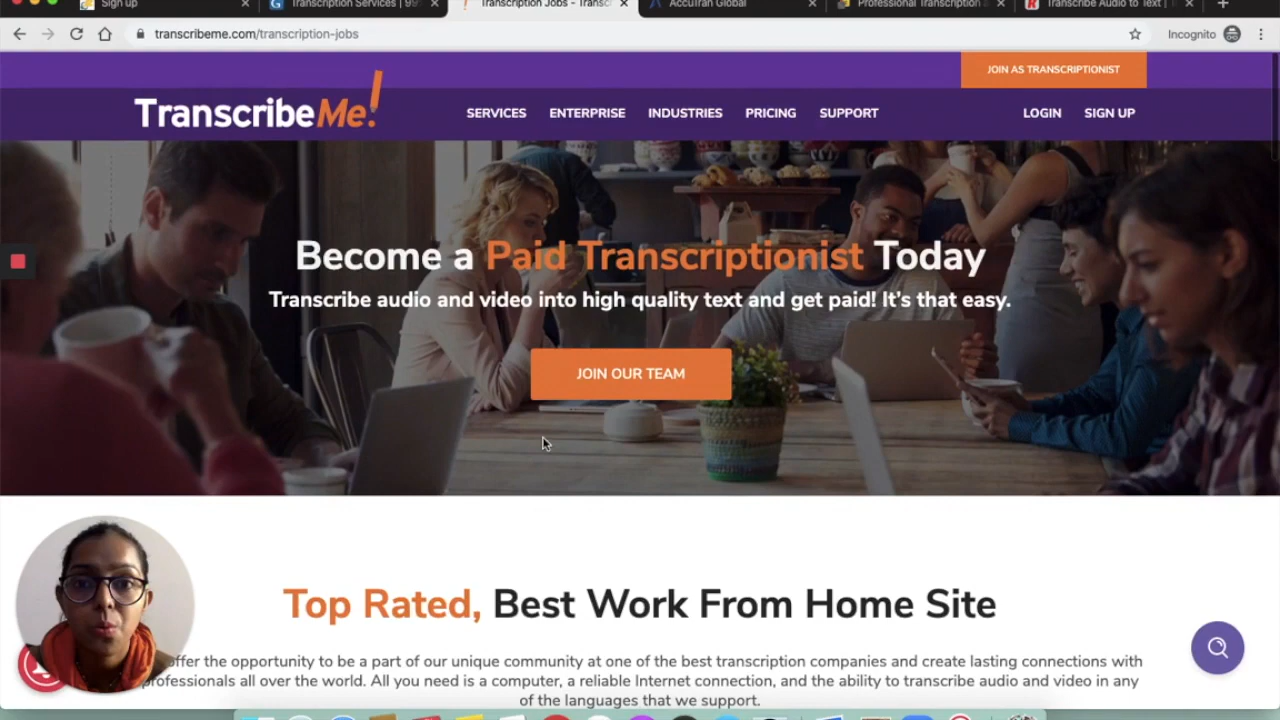 Sign up
Transcription Services | 99
Transcription Jobs - Transc
AccuTran Global
Professional Transcription
Transcribe Audio to Text |
transcribeme.com/transcription-jobs
Incognito
JOIN AS TRANSCRIPTIONIST
TranscribeMe!
SERVICES ENTERPRISE INDUSTRIES PRICING SUPPORT LOGIN SIGN UP
Become a Paid Transcriptionist Today
Transcribe audio and video into high quality text and get paid! It's that easy.
JOIN OUR TEAM
Top Rated, Best Work From Home Site
offer the opportunity to be a part of our unique community at one of the best transcription companies and create lasting connections with
professionals all over the world. All you need is a computer, a reliable Internet connection, and the ability to transcribe audio and video in any
of the languages that we support.